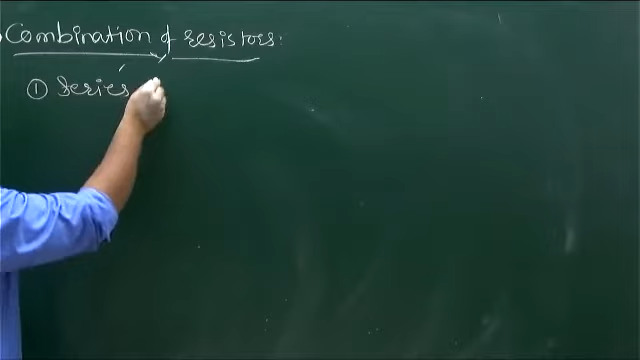 Combination of resistors:
① Series